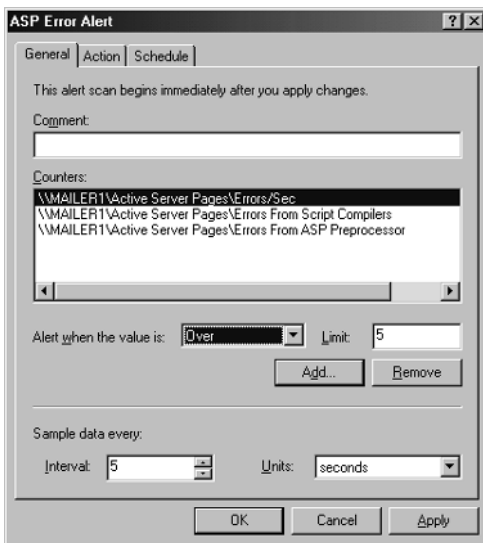 ASP Error Alert
General Action Schedule
This alert scan begins immediately after you apply changes.
Comment:
Counters:
\\MAILER1\Active Server Pages\Errors/Sec
\\MAILER1\Active Server Pages\Errors From Script Compilers
\\MAILER1\Active Server Pages\Errors From ASP Preprocessor
Alert when the value is: Over Limit: 5
Add... Remove
Sample data every:
Interval: 5 Units: seconds
OK Cancel Apply